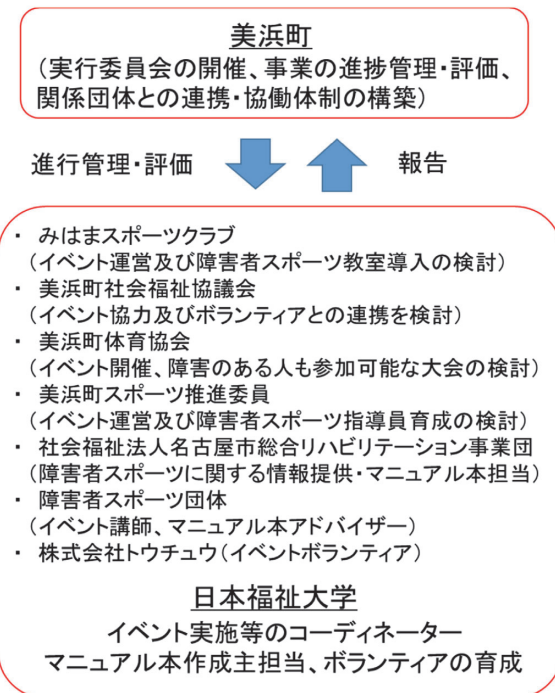 美浜町
（実行委員会の開催、事業の進捗管理・評価、
関係団体との連携・協働体制の構築）
進行管理・評価
報告
・ みはまスポーツクラブ
（イベント運営及び障害者スポーツ教室導入の検討）
・ 美浜町社会福祉協議会
（イベント協力及びボランティアとの連携を検討）
・ 美浜町体育協会
（イベント開催、障害のある人も参加可能な大会の検討）
・ 美浜町スポーツ推進委員
（イベント運営及び障害者スポーツ指導員育成の検討）
・ 社会福祉法人名古屋市総合リハビリテーション事業団
（障害者スポーツに関する情報提供・マニュアル本担当）
・ 障害者スポーツ団体
（イベント講師、マニュアル本アドバイザー）
・ 株式会社トウチュウ（イベントボランティア）
日本福祉大学
イベント実施等のコーディネーター
マニュアル本作成主担当、ボランティアの育成